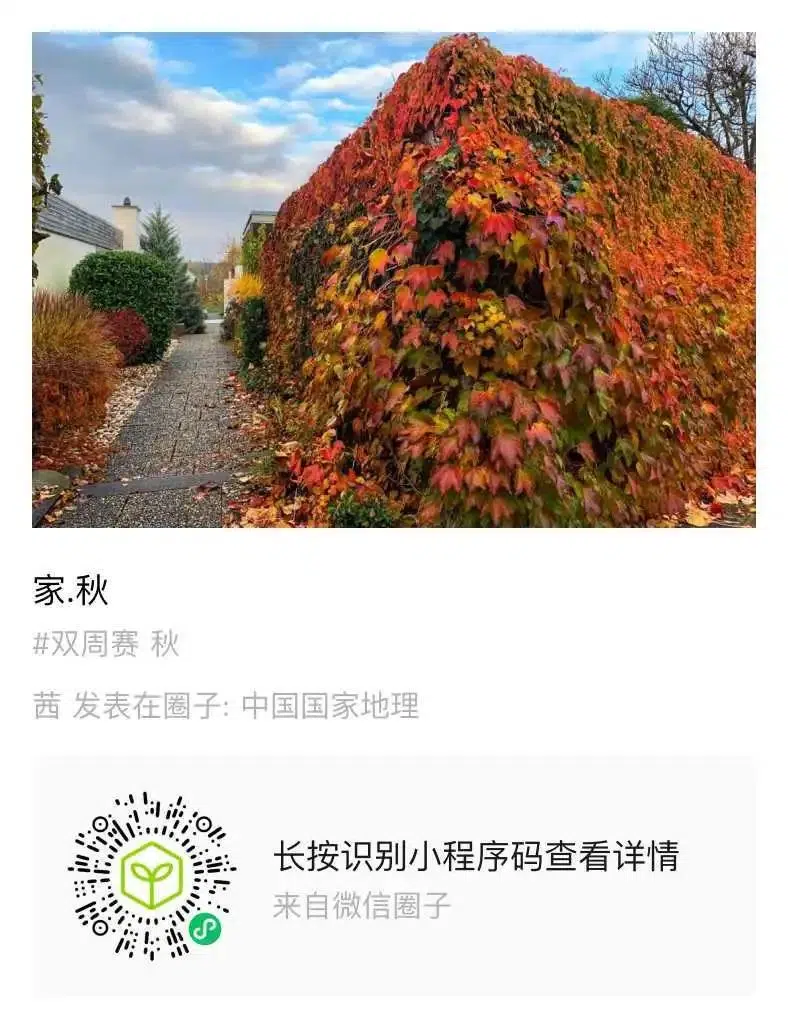 家.秋
#双周赛 秋
茜 发表在圈子: 中国国家地理
长按识别小程序码查看详情
来自微信圈子